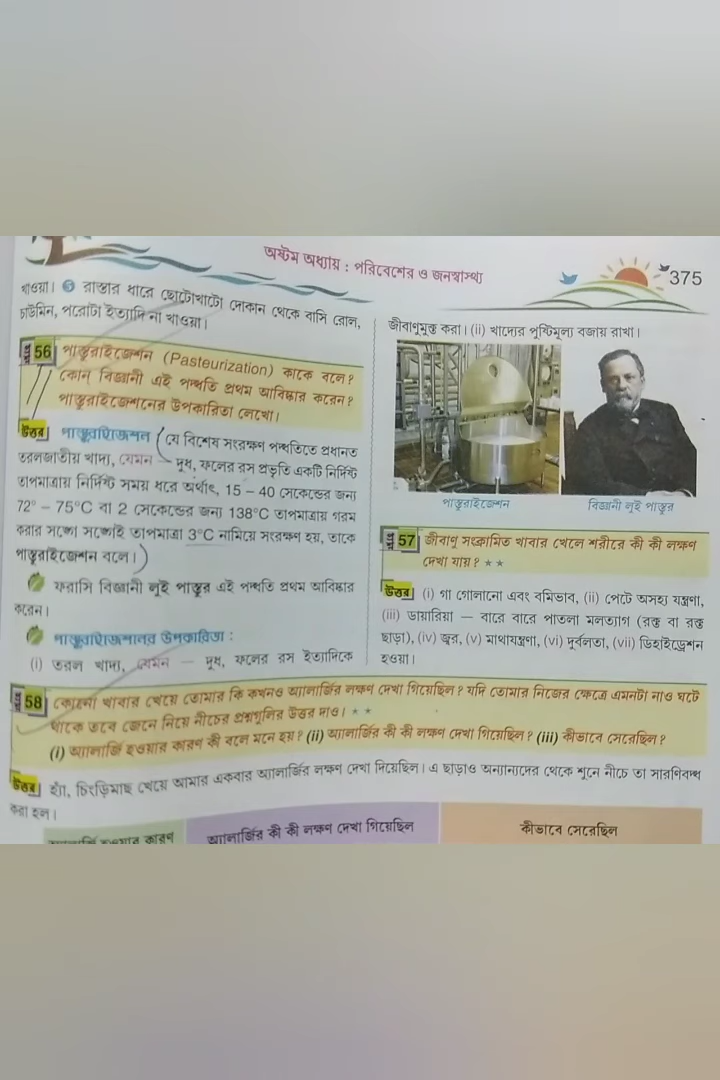 অষ্টম অধ্যায় : পরিবেশের ও জনস্বাস্থ্য
375
খাওয়া। 5 রাস্তার ধারে ছোটোখাটো দোকান থেকে বাসি রোল,
চাউমিন, পরোটা ইত্যাদি না খাওয়া।
প্রশ্ন 56 পাস্তুরাইজেশন (Pasteurization) কাকে বলে?
কোন্ বিজ্ঞানী এই পদ্ধতি প্রথম আবিষ্কার করেন?
পাস্তুরাইজেশনের উপকারিতা লেখো।
উত্তর পাস্তুরাইজেশন (যে বিশেষ সংরক্ষণ পদ্ধতিতে প্রধানত
তরলজাতীয় খাদ্য, যেমন — দুধ, ফলের রস প্রভৃতি একটি নির্দিষ্ট
তাপমাত্রায় নির্দিষ্ট সময় ধরে অর্থাৎ, 15 – 40 সেকেন্ডের জন্য
72° – 75°C বা 2 সেকেন্ডের জন্য 138°C তাপমাত্রায় গরম
করার সঙ্গে সঙ্গেই তাপমাত্রা 3°C নামিয়ে সংরক্ষণ হয়, তাকে
পাস্তুরাইজেশন বলে।)
ফরাসি বিজ্ঞানী লুই পাস্তুর এই পদ্ধতি প্রথম আবিষ্কার
করেন।
পাস্তুরাইজেশনের উপকারিতা :
(i) তরল খাদ্য, যেমন — দুধ, ফলের রস ইত্যাদিকে
জীবাণুমুক্ত করা। (ii) খাদ্যের পুষ্টিমূল্য বজায় রাখা।
পাস্তুরাইজেশন
বিজ্ঞানী লুই পাস্তুর
প্রশ্ন 57 জীবাণু সংক্রামিত খাবার খেলে শরীরে কী কী লক্ষণ
দেখা যায়? ★★
উত্তর (i) গা গোলানো এবং বমিভাব, (ii) পেটে অসহ্য যন্ত্রণা,
(iii) ডায়ারিয়া — বারে বারে পাতলা মলত্যাগ (রক্ত বা রক্ত
ছাড়া), (iv) জ্বর, (v) মাথাযন্ত্রণা, (vi) দুর্বলতা, (vii) ডিহাইড্রেশন
হওয়া।
প্রশ্ন 58 কোনো খাবার খেয়ে তোমার কি কখনও অ্যালার্জির লক্ষণ দেখা গিয়েছিল? যদি তোমার নিজের ক্ষেত্রে এমনটা নাও ঘটে
থাকে তবে জেনে নিয়ে নীচের প্রশ্নগুলির উত্তর দাও। ★★
(i) অ্যালার্জি হওয়ার কারণ কী বলে মনে হয়? (ii) অ্যালার্জির কী কী লক্ষণ দেখা গিয়েছিল? (iii) কীভাবে সেরেছিল?
উত্তর হ্যাঁ, চিংড়িমাছ খেয়ে আমার একবার অ্যালার্জির লক্ষণ দেখা দিয়েছিল। এ ছাড়াও অন্যান্যদের থেকে শুনে নীচে তা সারণিবদ্ধ
করা হল।
অ্যালার্জি হওয়ার কারণ
অ্যালার্জির কী কী লক্ষণ দেখা গিয়েছিল
কীভাবে সেরেছিল